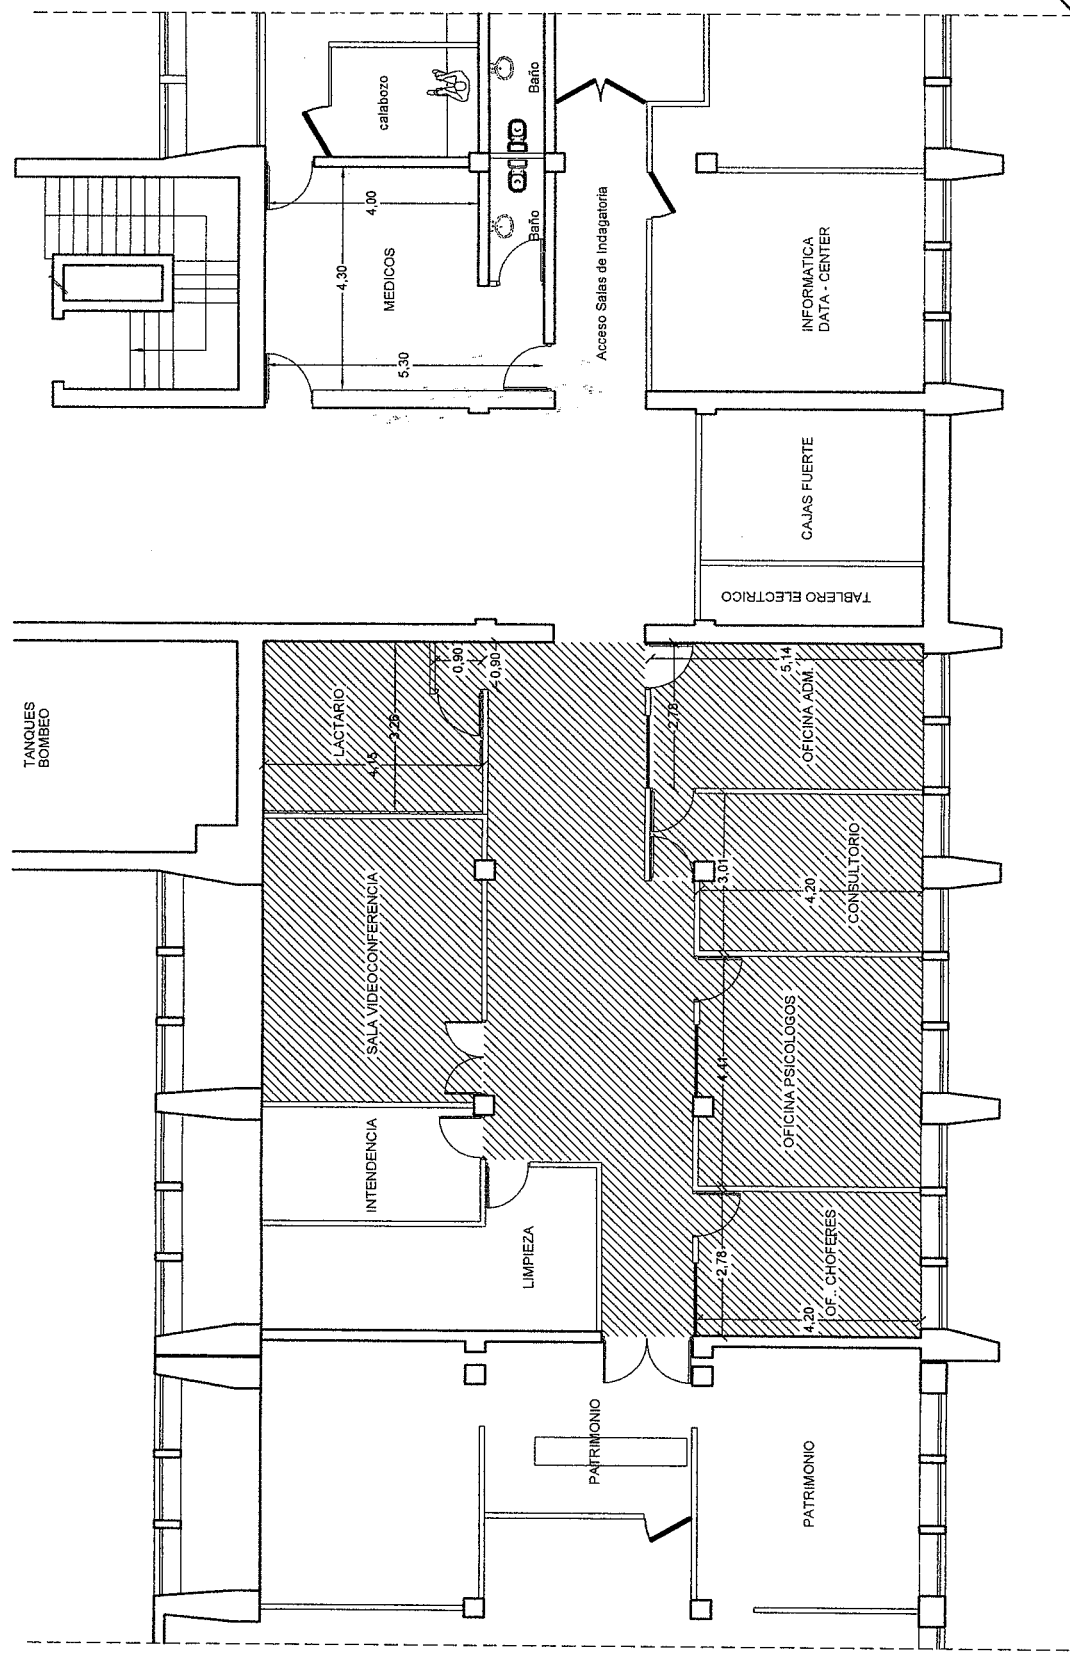 calabozo
Baño
Baño
4,00
4,30
MEDICOS
5,30
Acceso Salas de Indagatoria
INFORMATICA
DATA - CENTER
CAJAS FUERTE
TABLERO ELECTRICO
TANQUES
BOMBEO
LACTARIO
0,90
0,90
3,26
4,15
5,14
2,78
OFICINA ADM.
SALA VIDEOCONFERENCIA
3,01
4,20
CONSULTORIO
OFICINA PSICOLOGOS
4,41
INTENDENCIA
LIMPIEZA
2,78
4,20
OF.. CHOFERES
PATRIMONIO
PATRIMONIO